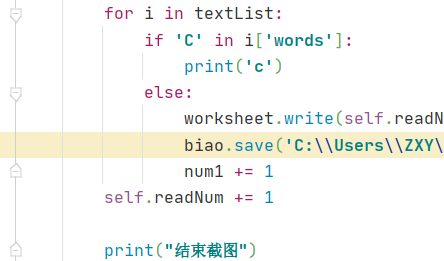 for i in textList:
if 'C' in i['words']:
print('c')
else:
worksheet.write(self.readN
biao.save('C:\\Users\\ZXY\
num1 += 1
self.readNum += 1
print("结束截图")